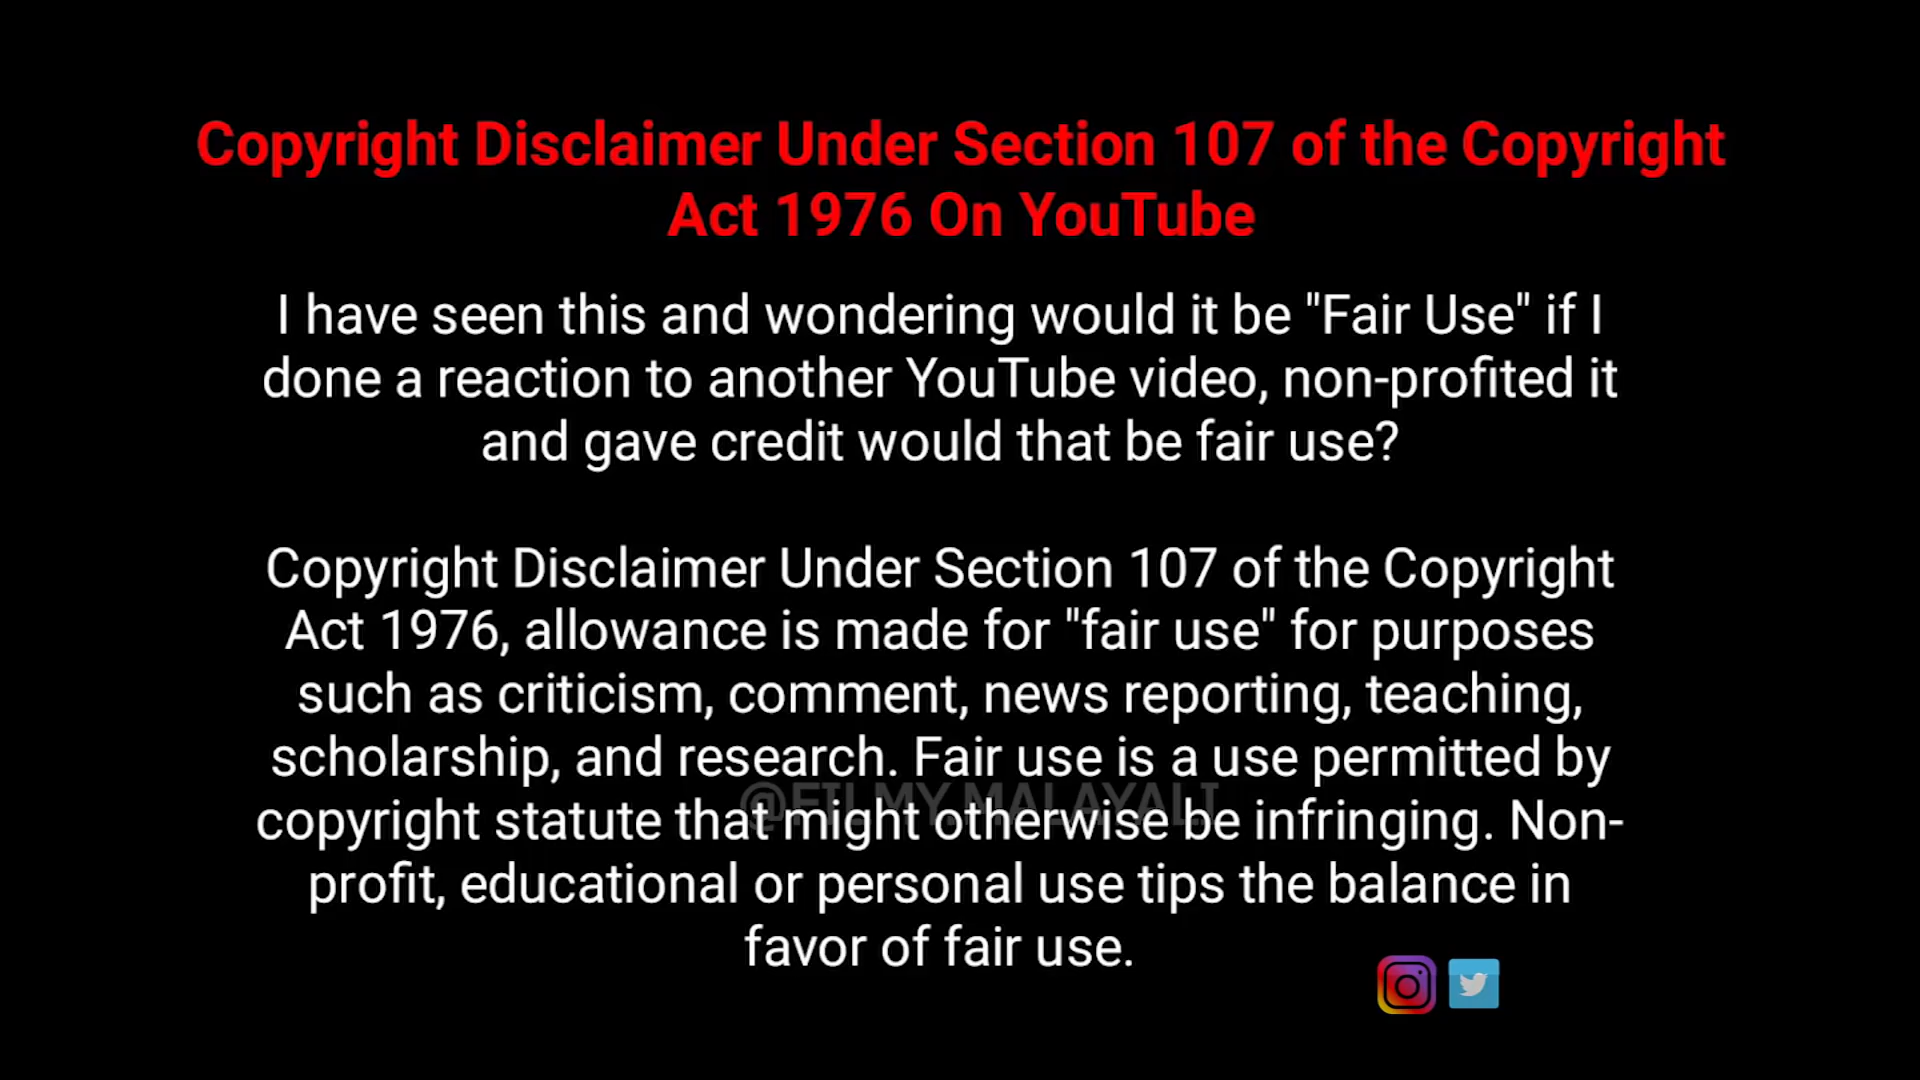 Copyright Disclaimer Under Section 107 of the Copyright
Act 1976 On YouTube
I have seen this and wondering would it be "Fair Use" if I
done a reaction to another YouTube video, non-profited it
and gave credit would that be fair use?
Copyright Disclaimer Under Section 107 of the Copyright
Act 1976, allowance is made for "fair use" for purposes
such as criticism, comment, news reporting, teaching,
scholarship, and research. Fair use is a use permitted by
@FILMY MALAYALI
copyright statute that might otherwise be infringing. Non-
profit, educational or personal use tips the balance in
favor of fair use.